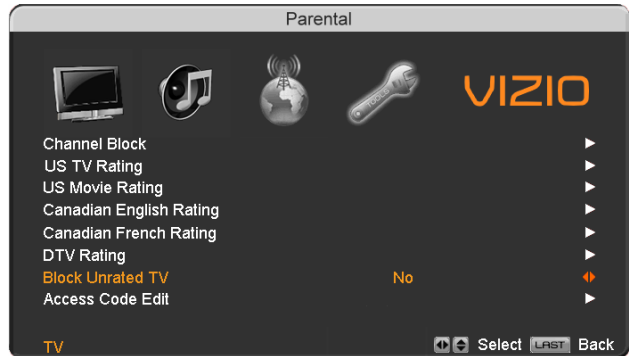 Parental
TOOLS
VIZIO
Channel Block
US TV Rating
US Movie Rating
Canadian English Rating
Canadian French Rating
DTV Rating
Block Unrated TV No
Access Code Edit
TV Select LAST Back